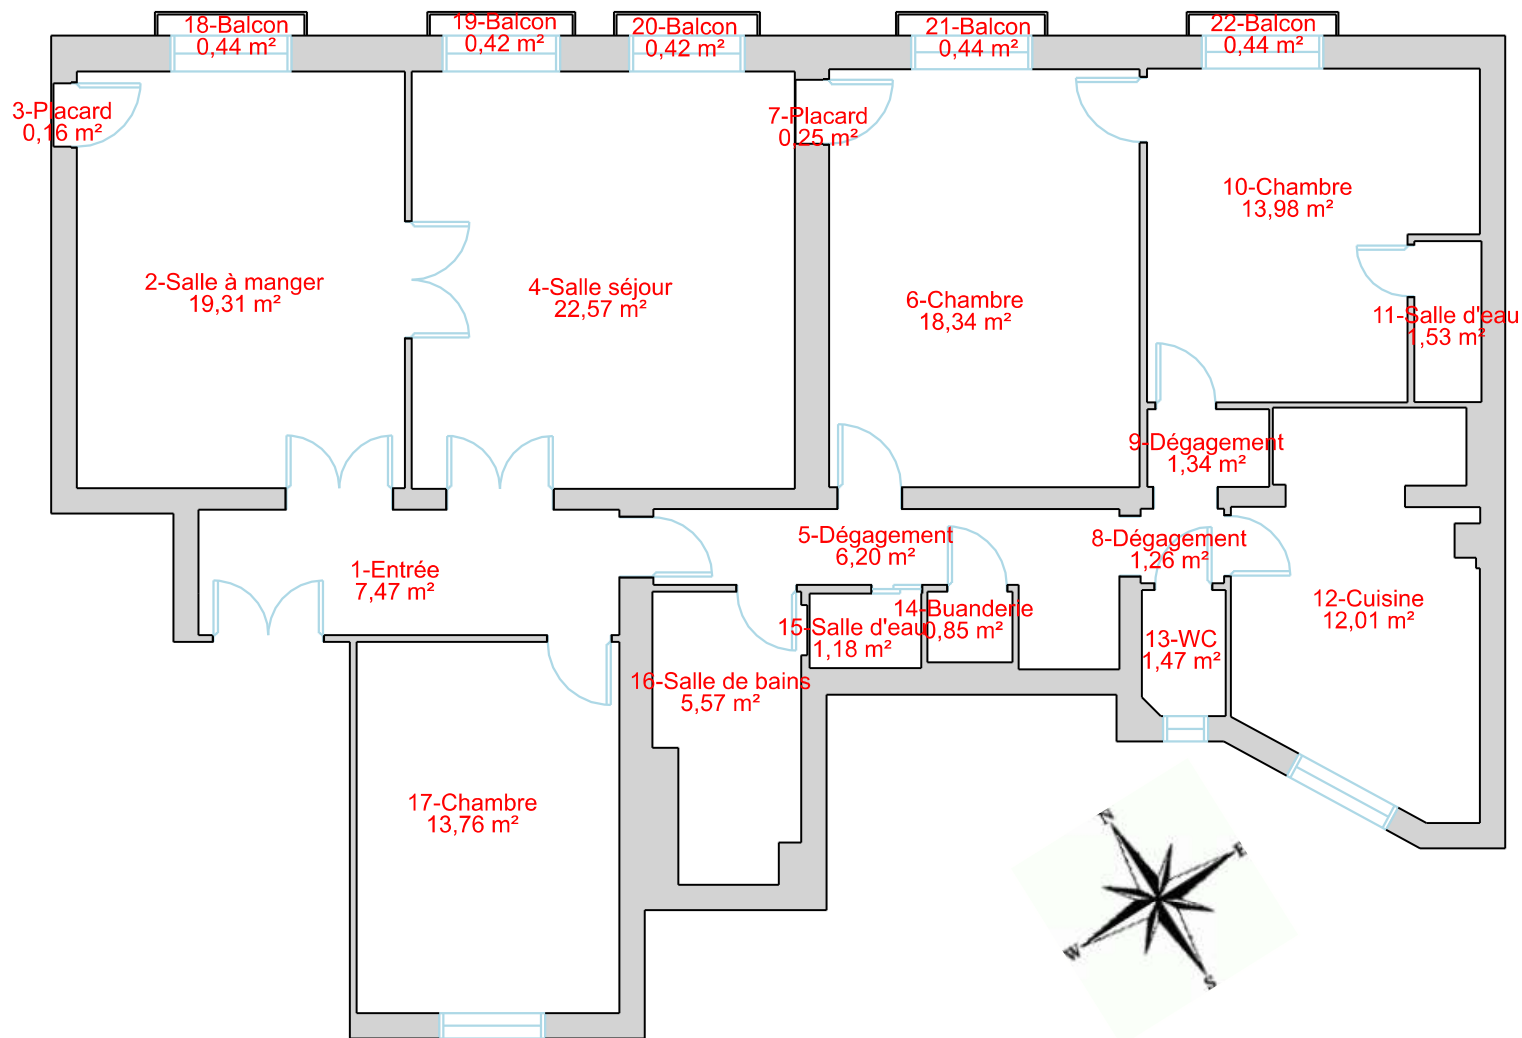 18-Balcon
0,44 m²
19-Balcon
0,42 m²
20-Balcon
0,42 m²
21-Balcon
0,44 m²
22-Balcon
0,44 m²
3-Placard
0,16 m²
7-Placard
0,25 m²
10-Chambre
13,98 m²
2-Salle à manger
19,31 m²
4-Salle séjour
22,57 m²
6-Chambre
18,34 m²
11-Salle d'eau
1,53 m²
9-Dégagement
1,34 m²
5-Dégagement
6,20 m²
8-Dégagement
1,26 m²
1-Entrée
7,47 m²
12-Cuisine
12,01 m²
14-Buanderie
0,85 m²
15-Salle d'eau
1,18 m²
13-WC
1,47 m²
16-Salle de bains
5,57 m²
17-Chambre
13,76 m²
N
E
W
S